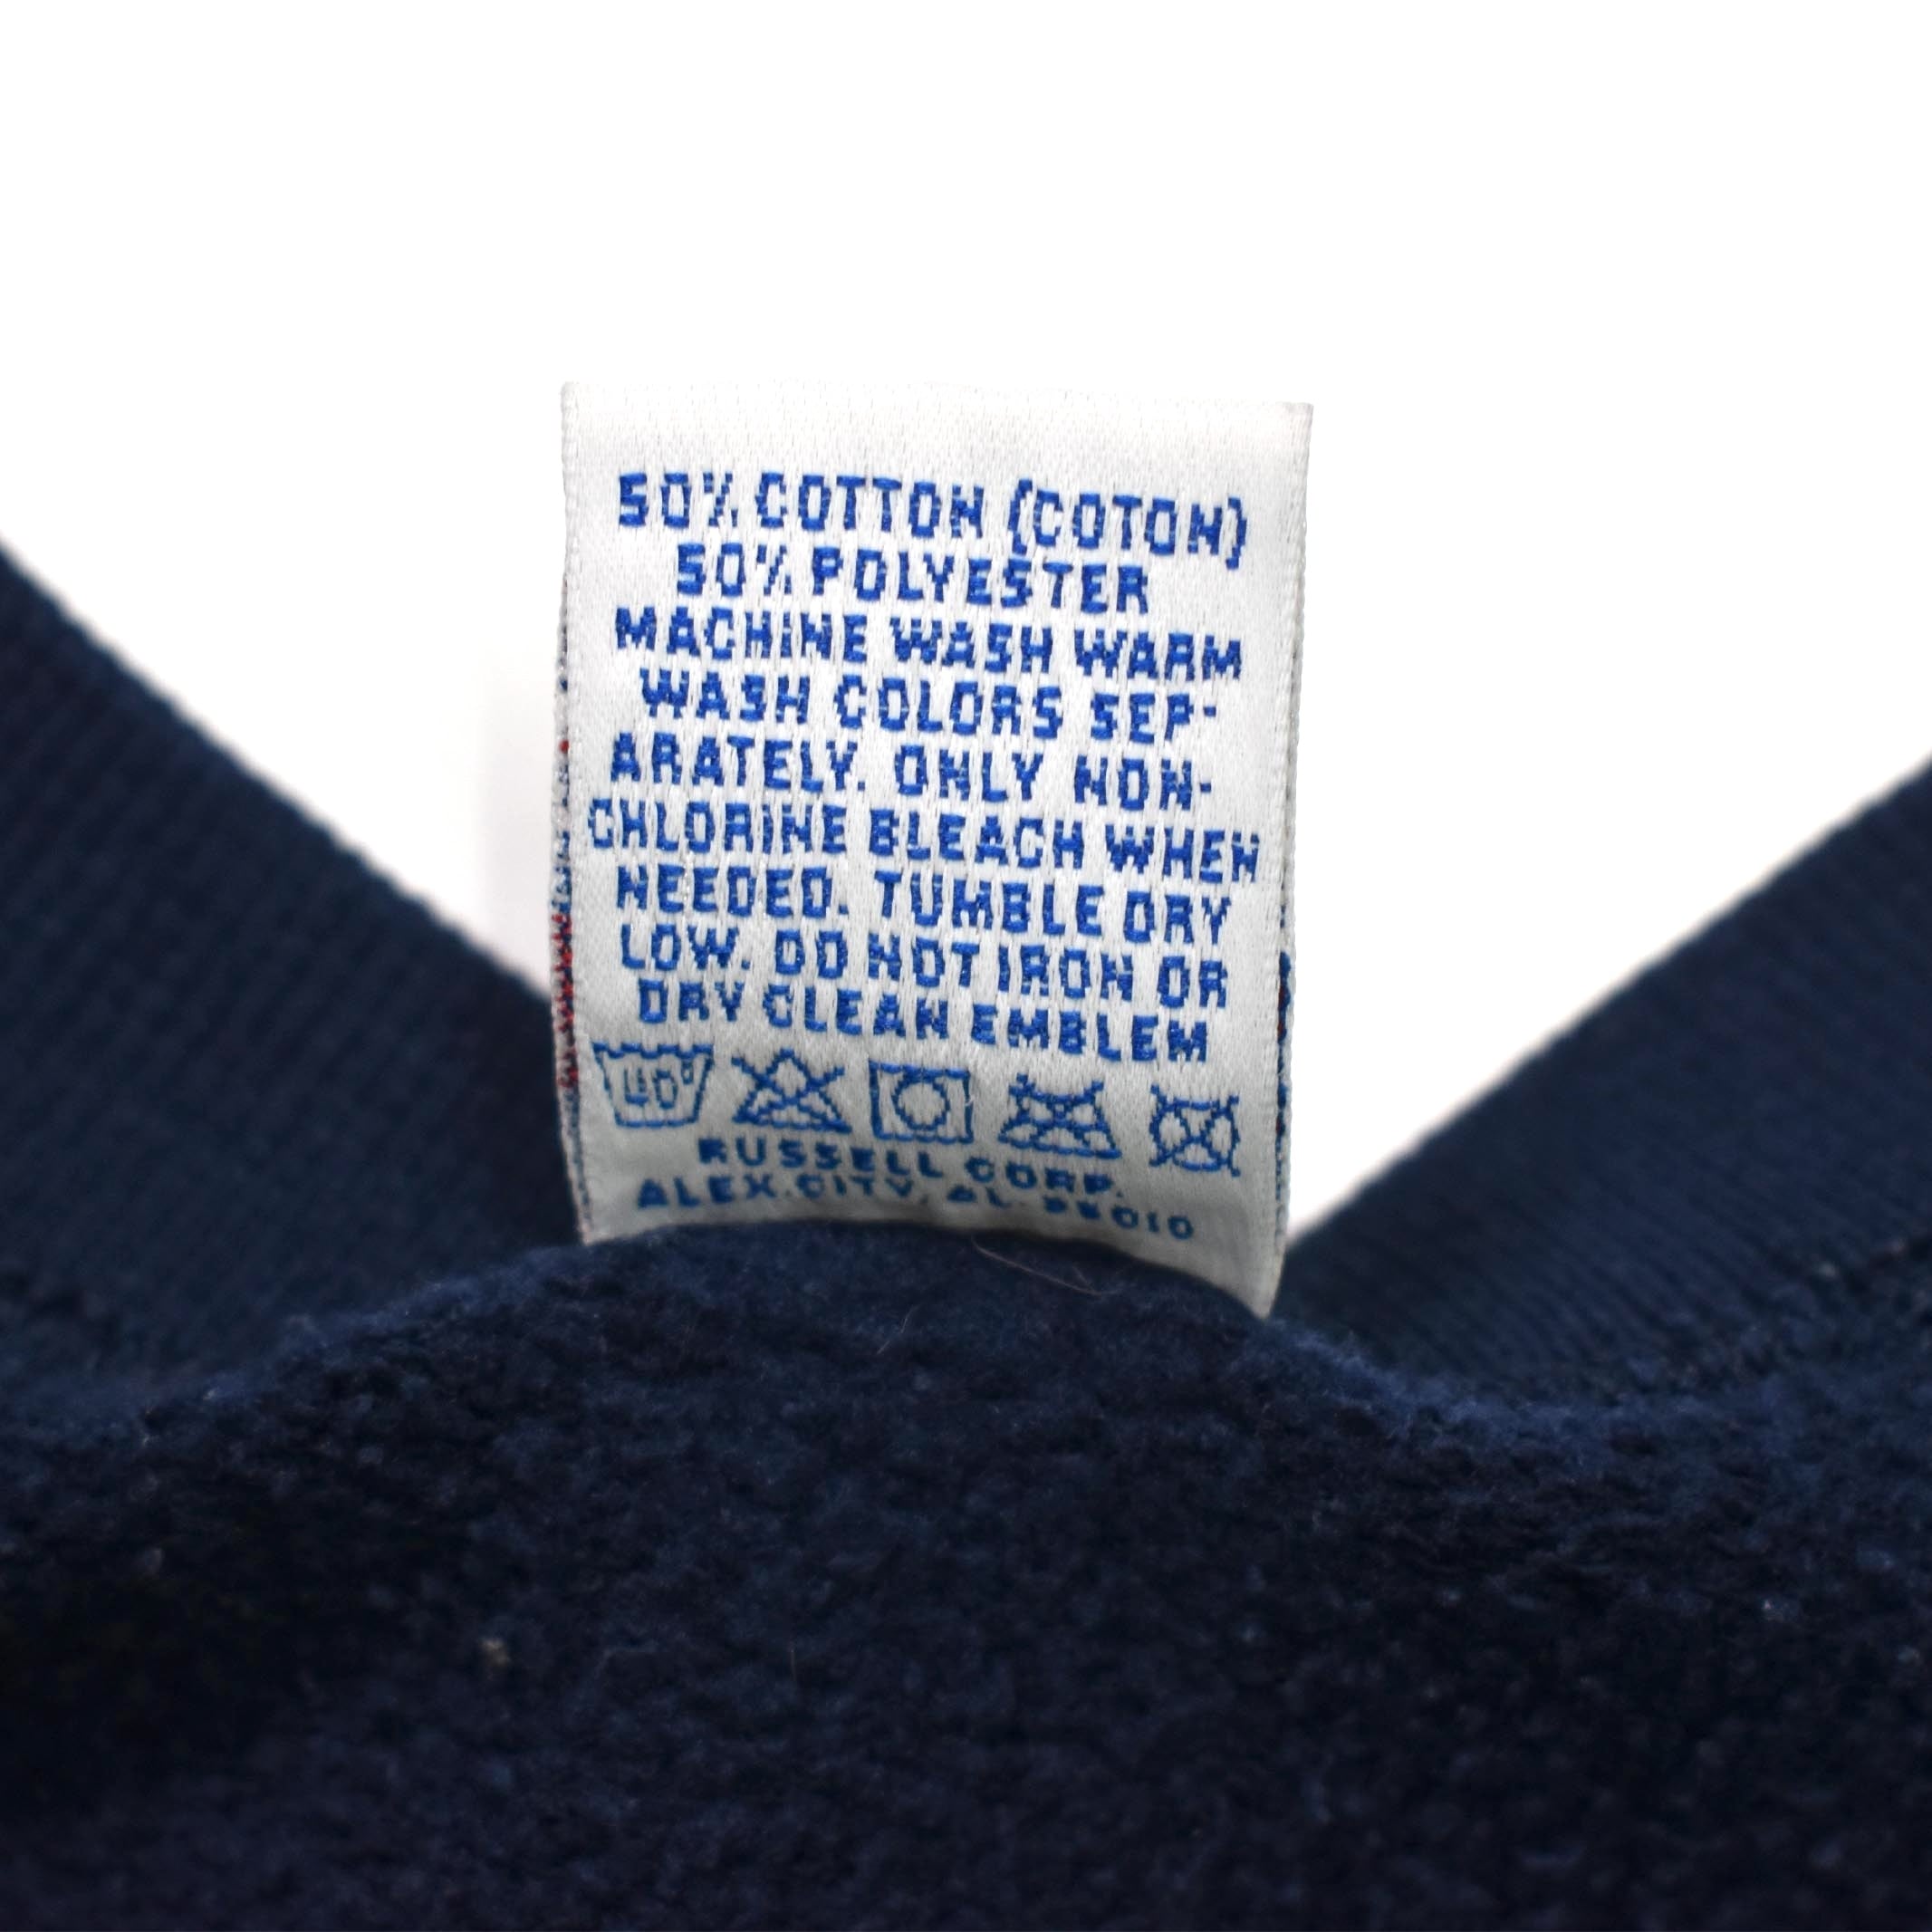 50% COTTON (COTON)
50% POLYESTER
MACHINE WASH WARM
WASH COLORS SEP-
ARATELY. ONLY NON-
CHLORINE BLEACH WHEN
NEEDED. TUMBLE DRY
LOW. DO NOT IRON OR
DRY CLEAN EMBLEM
40°
RUSSELL CORP.
ALEX. CITY, AL. 35010